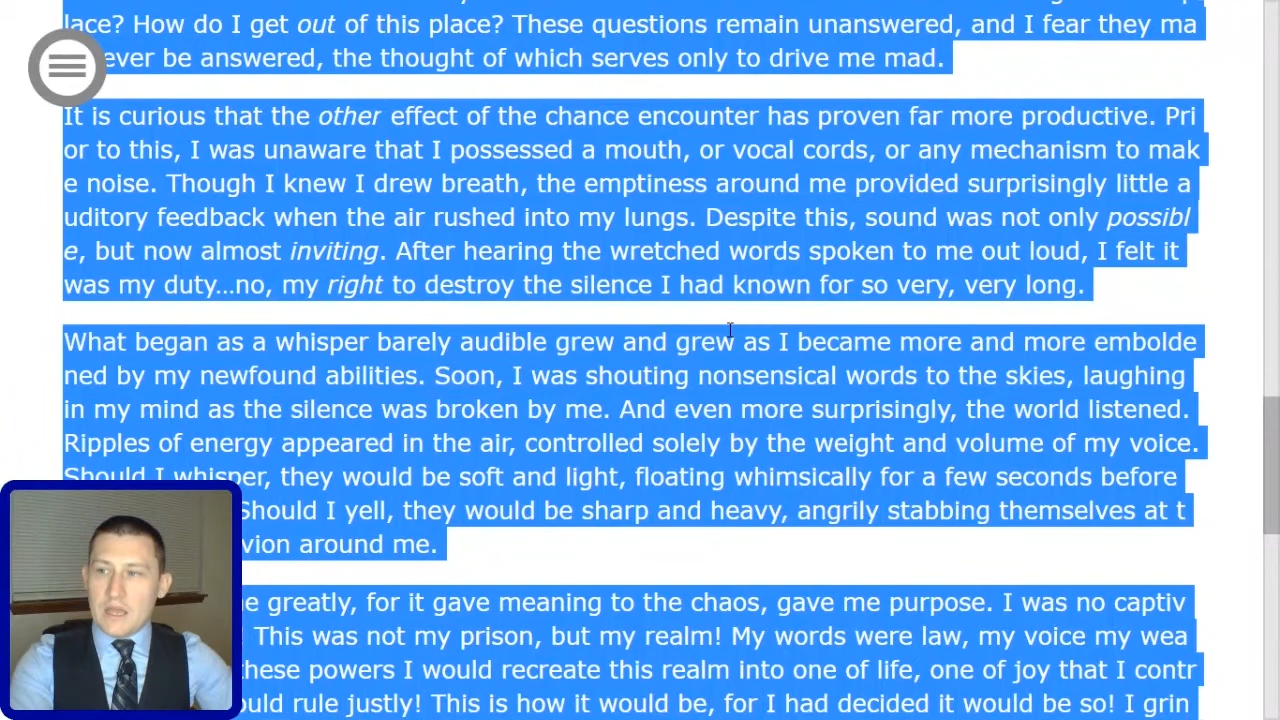 lace? How do I get out of this place? These questions remain unanswered, and I fear they ma
ever be answered, the thought of which serves only to drive me mad.
It is curious that the other effect of the chance encounter has proven far more productive. Pri
or to this, I was unaware that I possessed a mouth, or vocal cords, or any mechanism to mak
e noise. Though I knew I drew breath, the emptiness around me provided surprisingly little a
uditory feedback when the air rushed into my lungs. Despite this, sound was not only possibl
e, but now almost inviting. After hearing the wretched words spoken to me out loud, I felt it
was my duty…no, my right to destroy the silence I had known for so very, very long.
What began as a whisper barely audible grew and grew as I became more and more embolde
ned by my newfound abilities. Soon, I was shouting nonsensical words to the skies, laughing
in my mind as the silence was broken by me. And even more surprisingly, the world listened.
Ripples of energy appeared in the air, controlled solely by the weight and volume of my voice.
Should I whisper, they would be soft and light, floating whimsically for a few seconds before
Should I yell, they would be sharp and heavy, angrily stabbing themselves at t
vion around me.
e greatly, for it gave meaning to the chaos, gave me purpose. I was no captiv
! This was not my prison, but my realm! My words were law, my voice my wea
these powers I would recreate this realm into one of life, one of joy that I contr
ould rule justly! This is how it would be, for I had decided it would be so! I grin